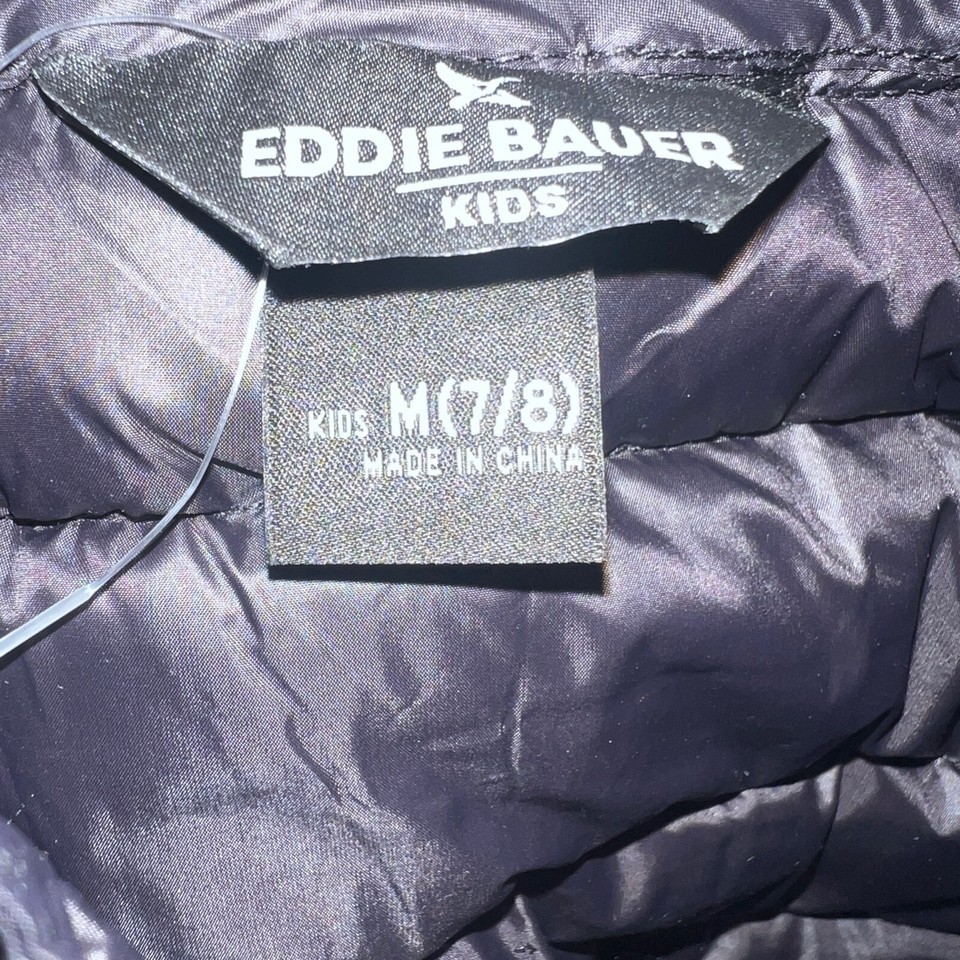 EDDIE BAUER
KIDS
KIDS M(7/8)
MADE IN CHINA